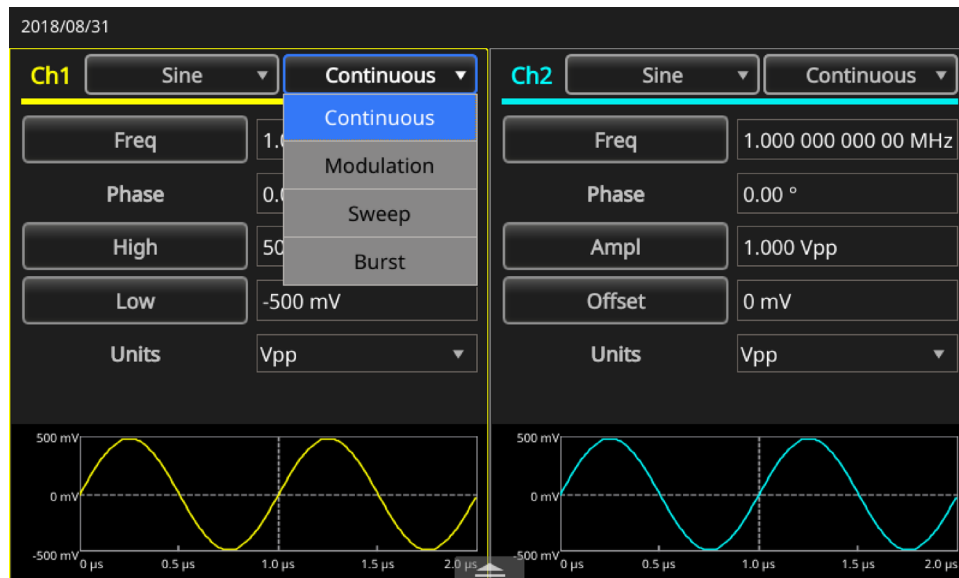 2018/08/31
Ch1 Sine Continuous
Ch2 Sine Continuous
Continuous
Modulation
Sweep
Burst
Freq
Phase
High
Low -500 mV
Units Vpp
Freq 1.000 000 000 00 MHz
Phase 0.00 °
Ampl 1.000 Vpp
Offset 0 mV
Units Vpp
500 mV
0 mV
-500 mV
0 µs 0.5 µs 1.0 µs 1.5 µs 2.0 µs
500 mV
0 mV
-500 mV
0 µs 0.5 µs 1.0 µs 1.5 µs 2.0 µs